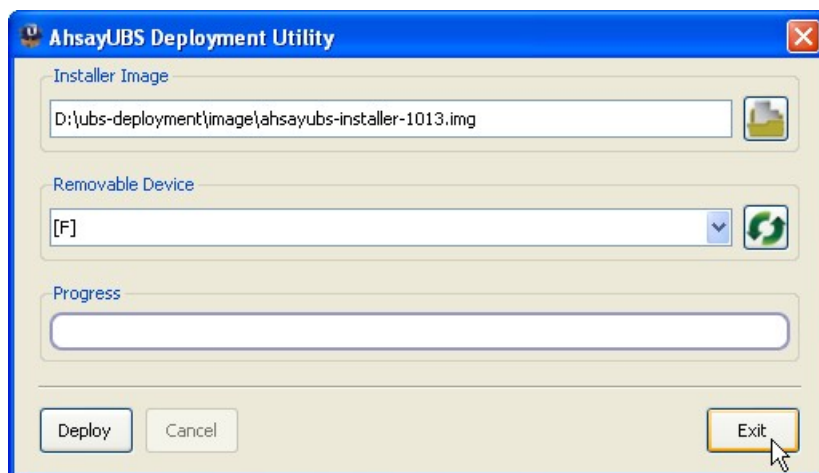 AhsayUBS Deployment Utility
Installer Image
D:\ubs-deployment\image\ahsayubs-installer-1013.img
Removable Device
[F]
Progress
Deploy Cancel Exit